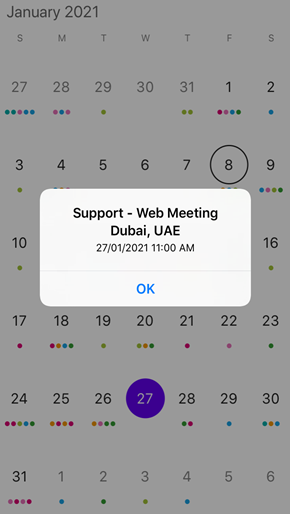 January 2021
S M T W T F S
27 28 29 30 31 1 2
3 4 5 6 7 8 9
Support - Web Meeting
Dubai, UAE
27/01/2021 11:00 AM
10 16
OK
17 18 19 20 21 22 23
24 25 26 27 28 29 30
31 1 2 3 4 5 6